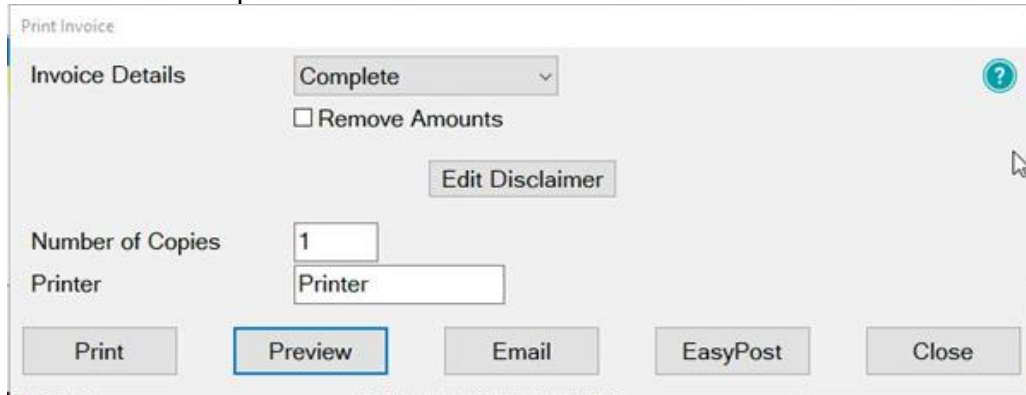 Print Invoice
Invoice Details Complete
?
Remove Amounts
Edit Disclaimer
Number of Copies 1
Printer Printer
Print Preview Email EasyPost Close